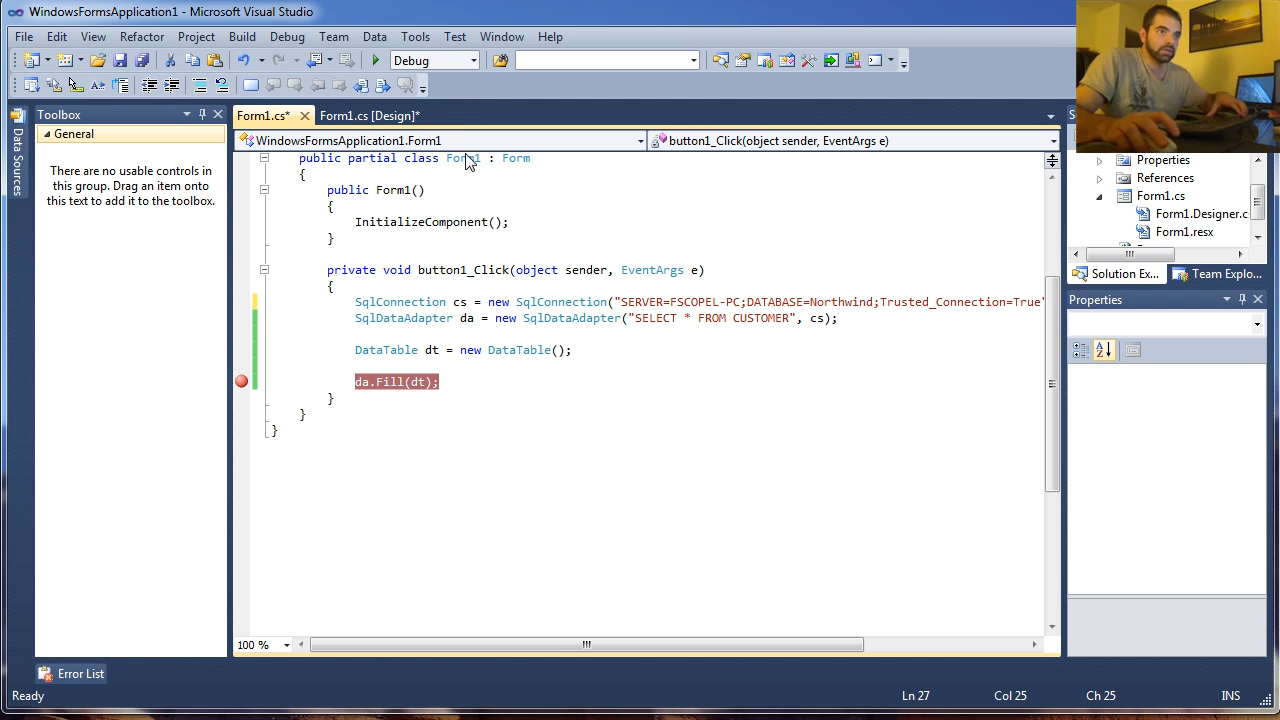 WindowsFormsApplication1 - Microsoft Visual Studio
File Edit View Refactor Project Build Debug Team Data Tools Test Window Help
Debug
Toolbox
Form1.cs* Form1.cs [Design]*
General
WindowsFormsApplication1.Form1
button1_Click(object sender, EventArgs e)
Data Sources
There are no usable controls in
this group. Drag an item onto
this text to add it to the toolbox.
public partial class Form1 : Form
{
public Form1()
{
InitializeComponent();
}
private void button1_Click(object sender, EventArgs e)
{
SqlConnection cs = new SqlConnection("SERVER=FSCOPEL-PC;DATABASE=Northwind;Trusted_Connection=True"
SqlDataAdapter da = new SqlDataAdapter("SELECT * FROM CUSTOMER", cs);
DataTable dt = new DataTable();
da.Fill(dt);
}
}
}
Properties
References
Form1.cs
Form1.Designer.c
Form1.resx
Solution Ex... Team Explo...
Properties
100 %
Error List
Ready
Ln 27 Col 25 Ch 25 INS